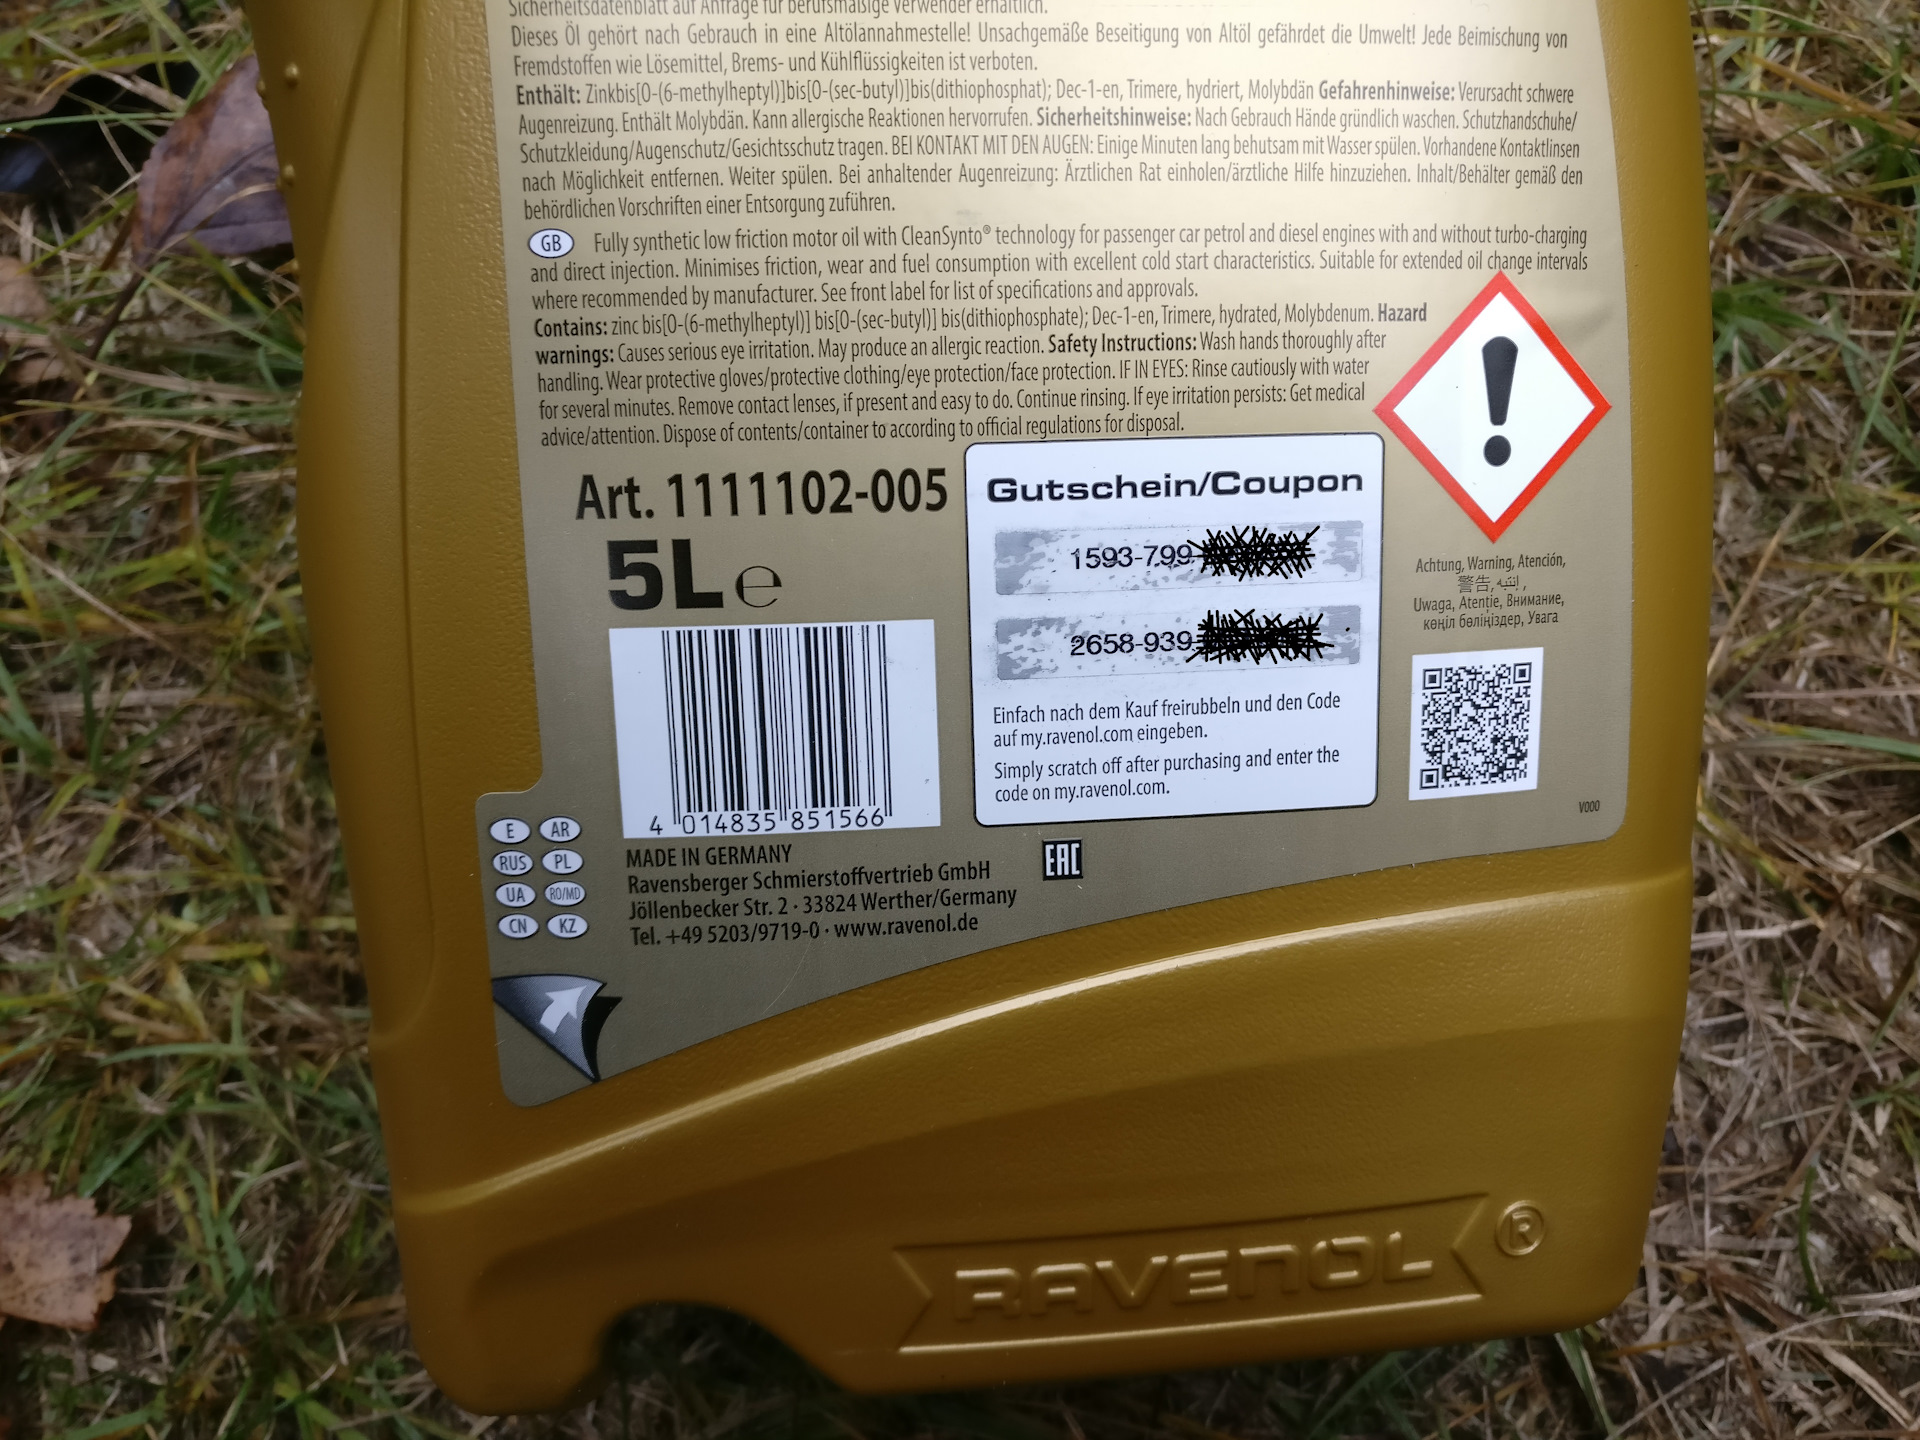 Sicherheitsdatenblatt auf Anfrage für berufsmäßige Verwender erhältlich.
Dieses Öl gehört nach Gebrauch in eine Altölannahmestelle! Unsachgemäße Beseitigung von Altöl gefährdet die Umwelt! Jede Beimischung von
Fremdstoffen wie Lösemittel, Brems- und Kühlflüssigkeiten ist verboten.
Enthält: Zinkbis[O-(6-methylheptyl)]bis[O-(sec-butyl)]bis(dithiophosphat); Dec-1-en, Trimere, hydriert, Molybdän Gefahrenhinweise: Verursacht schwere
Augenreizung. Enthält Molybdän. Kann allergische Reaktionen hervorrufen. Sicherheitshinweise: Nach Gebrauch Hände gründlich waschen. Schutzhandschuhe/
Schutzkleidung/Augenschutz/Gesichtsschutz tragen. BEI KONTAKT MIT DEN AUGEN: Einige Minuten lang behutsam mit Wasser spülen. Vorhandene Kontaktlinsen
nach Möglichkeit entfernen. Weiter spülen. Bei anhaltender Augenreizung: Ärztlichen Rat einholen/ärztliche Hilfe hinzuziehen. Inhalt/Behälter gemäß den
behördlichen Vorschriften einer Entsorgung zuführen.
GB Fully synthetic low friction motor oil with CleanSynto® technology for passenger car petrol and diesel engines with and without turbo-charging
and direct injection. Minimises friction, wear and fuel consumption with excellent cold start characteristics. Suitable for extended oil change intervals
where recommended by manufacturer. See front label for list of specifications and approvals.
Contains: zinc bis[O-(6-methylheptyl)] bis[O-(sec-butyl)] bis(dithiophosphate); Dec-1-en, Trimere, hydrated, Molybdenum. Hazard
warnings: Causes serious eye irritation. May produce an allergic reaction. Safety Instructions: Wash hands thoroughly after
handling. Wear protective gloves/protective clothing/eye protection/face protection. IF IN EYES: Rinse cautiously with water
for several minutes. Remove contact lenses, if present and easy to do. Continue rinsing. If eye irritation persists: Get medical
advice/attention. Dispose of contents/container to according to official regulations for disposal.
Art. 1111102-005
5L e
4 014835 851566
Gutschein/Coupon
1593-799
2658-939
Einfach nach dem Kauf freirubbeln und den Code
auf my.ravenol.com eingeben.
Simply scratch off after purchasing and enter the
code on my.ravenol.com.
Achtung, Warning, Atención,
警告, انتبه,
Uwaga, Atenție, Внимание,
көңіл бөліңіздер, Увага
V000
E AR
RUS PL
UA RO/MD
CN KZ
MADE IN GERMANY
Ravensberger Schmierstoffvertrieb GmbH
Jöllenbecker Str. 2 · 33824 Werther/Germany
Tel. +49 5203/9719-0 · www.ravenol.de
EAC
RAVENOL ®